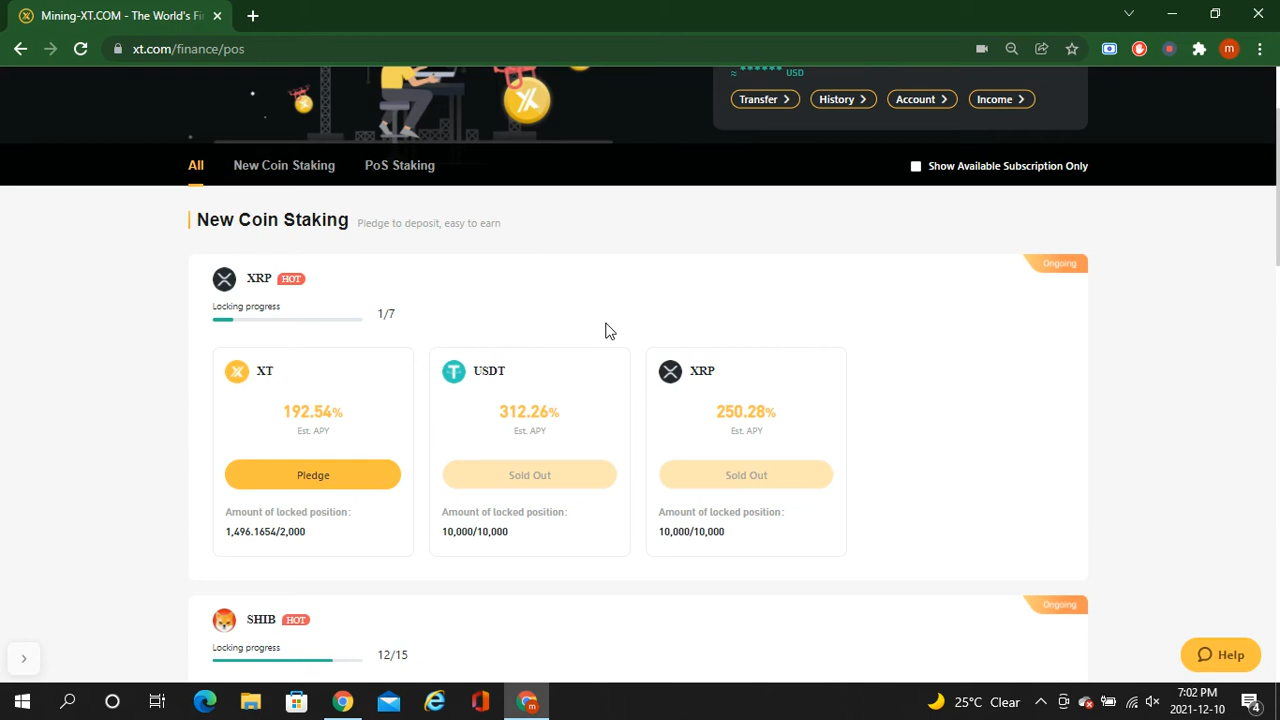 Mining-XT.COM - The World's Fi
xt.com/finance/pos
m
≈ ****** USD
Transfer >
History >
Account >
Income >
All
New Coin Staking
PoS Staking
Show Available Subscription Only
New Coin Staking
Pledge to deposit, easy to earn
Ongoing
XRP HOT
Locking progress
1/7
XT
USDT
XRP
192.54%
312.26%
250.28%
Est. APY
Est. APY
Est. APY
Pledge
Sold Out
Sold Out
Amount of locked position:
Amount of locked position:
Amount of locked position:
1,496.1654/2,000
10,000/10,000
10,000/10,000
Ongoing
SHIB HOT
Locking progress
12/15
Help
25°C Clear
7:02 PM
2021-12-10
4